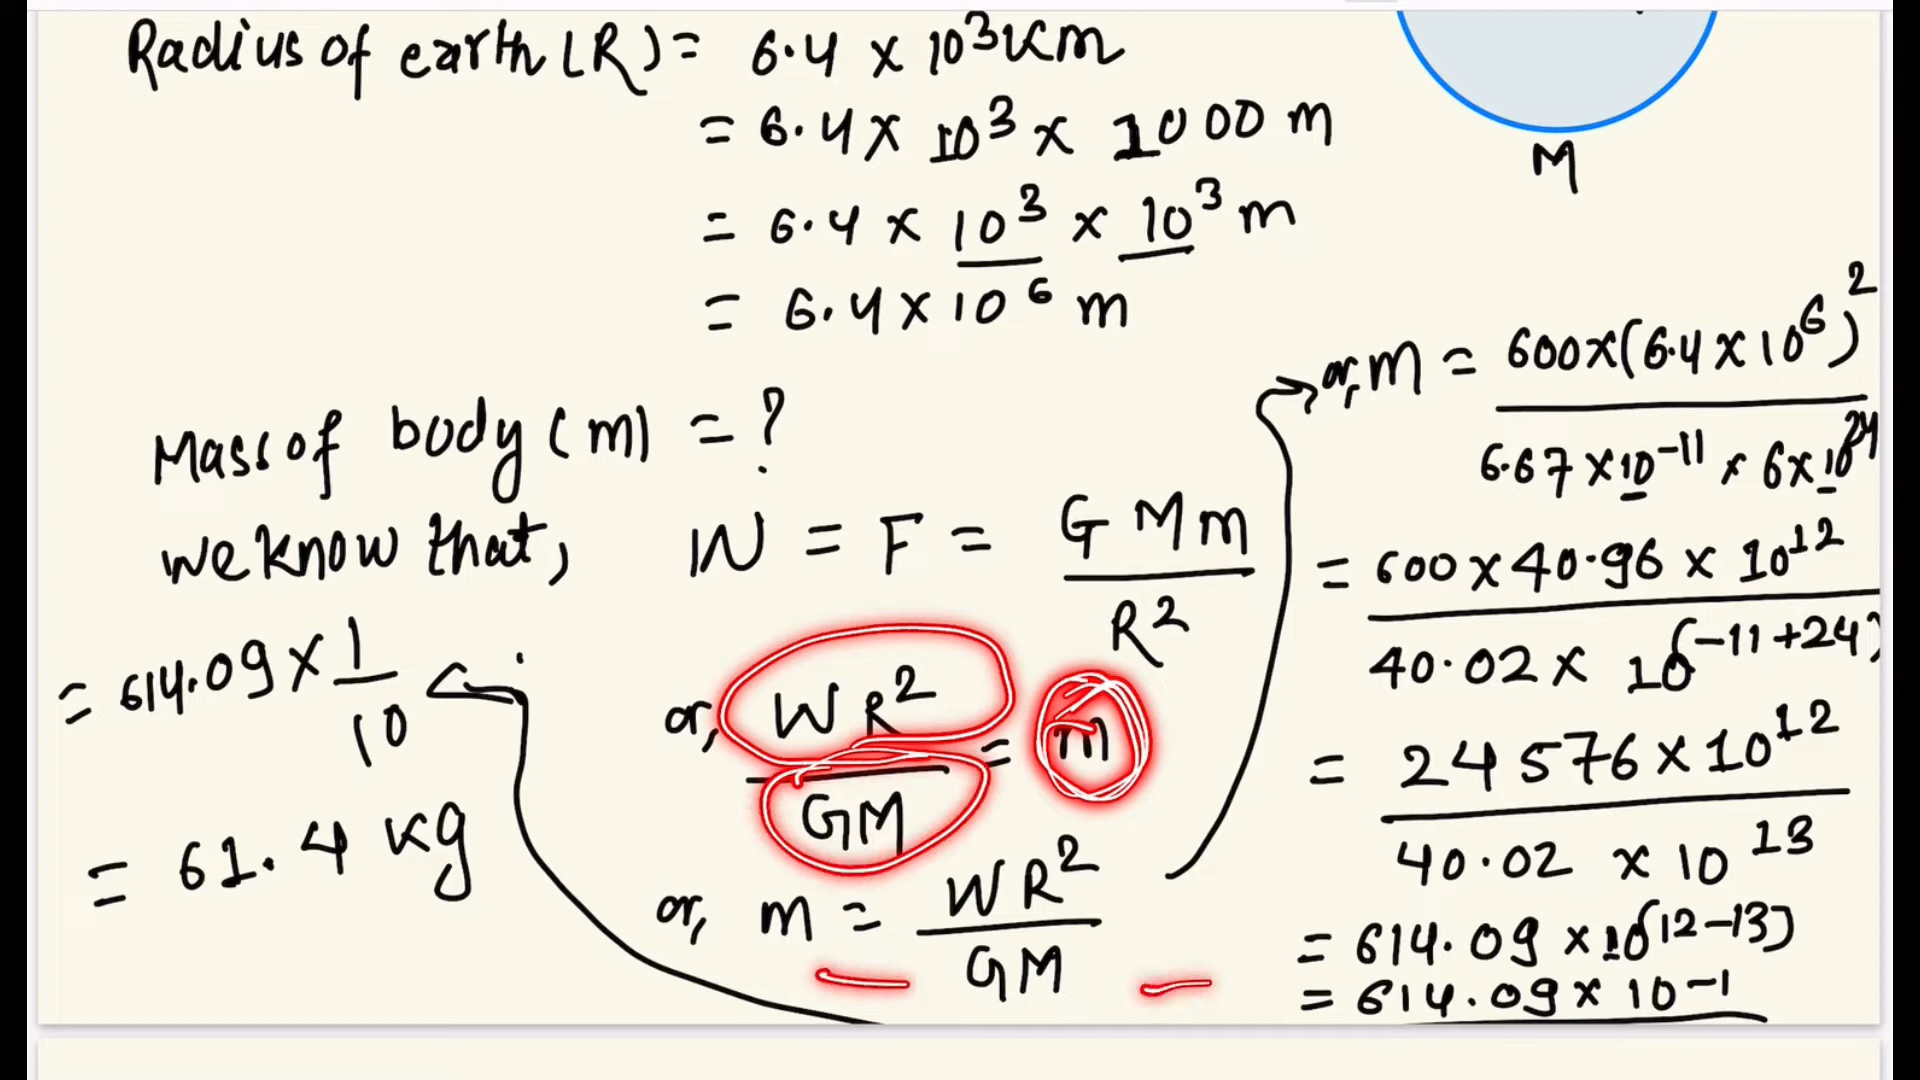 Radius of earth (R) = 6.4 x 10³ km
= 6.4 x 10³ x 1000 m
= 6.4 x 10³ x 10³ m
= 6.4 x 10⁶ m
M
Mass of body (m) = ?
we know that, W = F = GMm / R²
or, WR² / GM = m
or, m = WR² / GM
or, m = 600x(6.4 x 10⁶)² / 6.67 x 10⁻¹¹ x 6x10²⁴
= 600 x 40.96 x 10¹² / 40.02 x 10⁽⁻¹¹⁺²⁴⁾
= 24576 x 10¹² / 40.02 x 10¹³
= 614.09 x 10⁽¹²⁻¹³⁾
= 614.09 x 10⁻¹
= 614.09 x 1/10
= 61.4 kg